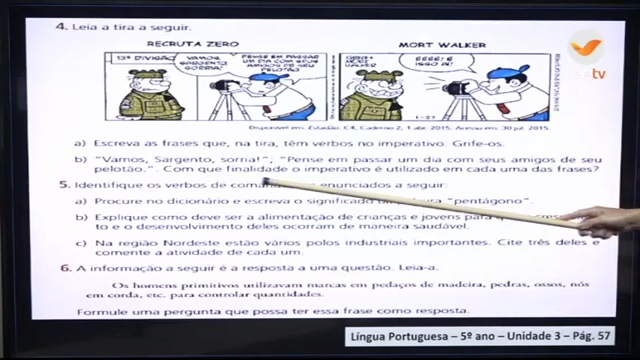 4. Leia a tira a seguir.
RECRUTA ZERO
MORT WALKER
13ª DIVISÃO
VAMOS, SARGENTO, SORRIA!
PENSE EM PASSAR UM DIA COM SEUS AMIGOS DE SEU PELOTÃO
GREG & MORT WALKER
ISSO AÍ!
1-21
Disponível em: Estadão. C4, Caderno 2, 1 abr. 2015. Acesso em: 30 jul. 2015.
tv
a) Escreva as frases que, na tira, têm verbos no imperativo. Grife-os.
b) "Vamos, Sargento, sorria!"; "Pense em passar um dia com seus amigos de seu
pelotão.". Com que finalidade o imperativo é utilizado em cada uma das frases?
5. Identifique os verbos de enunciados a seguir:
a) Procure no dicionário e escreva o significado "pentágono".
b) Explique como deve ser a alimentação de crianças e jovens para
to e o desenvolvimento deles ocorram de maneira saudável.
c) Na região Nordeste estão vários polos industriais importantes. Cite três deles e
comente a atividade de cada um.
6. A informação a seguir é a resposta a uma questão. Leia-a.
Os homens primitivos utilizavam marcas em pedaços de madeira, pedras, ossos, nós
em corda, etc. para controlar quantidades.
Formule uma pergunta que possa ter essa frase como resposta.
Língua Portuguesa – 5º ano – Unidade 3 – Pág. 57